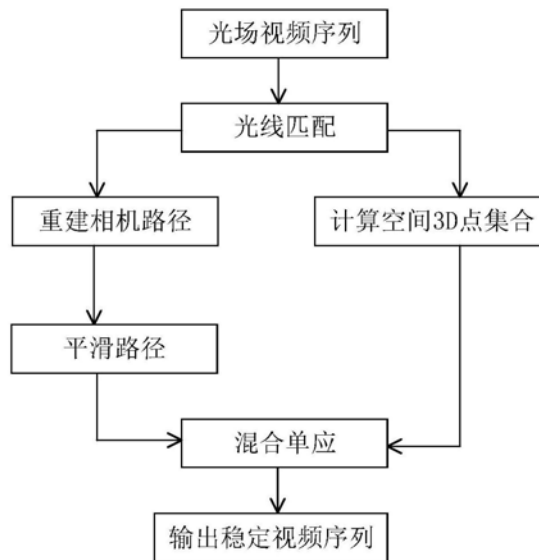 光场视频序列
光线匹配
重建相机路径
计算空间3D点集合
平滑路径
混合单应
输出稳定视频序列